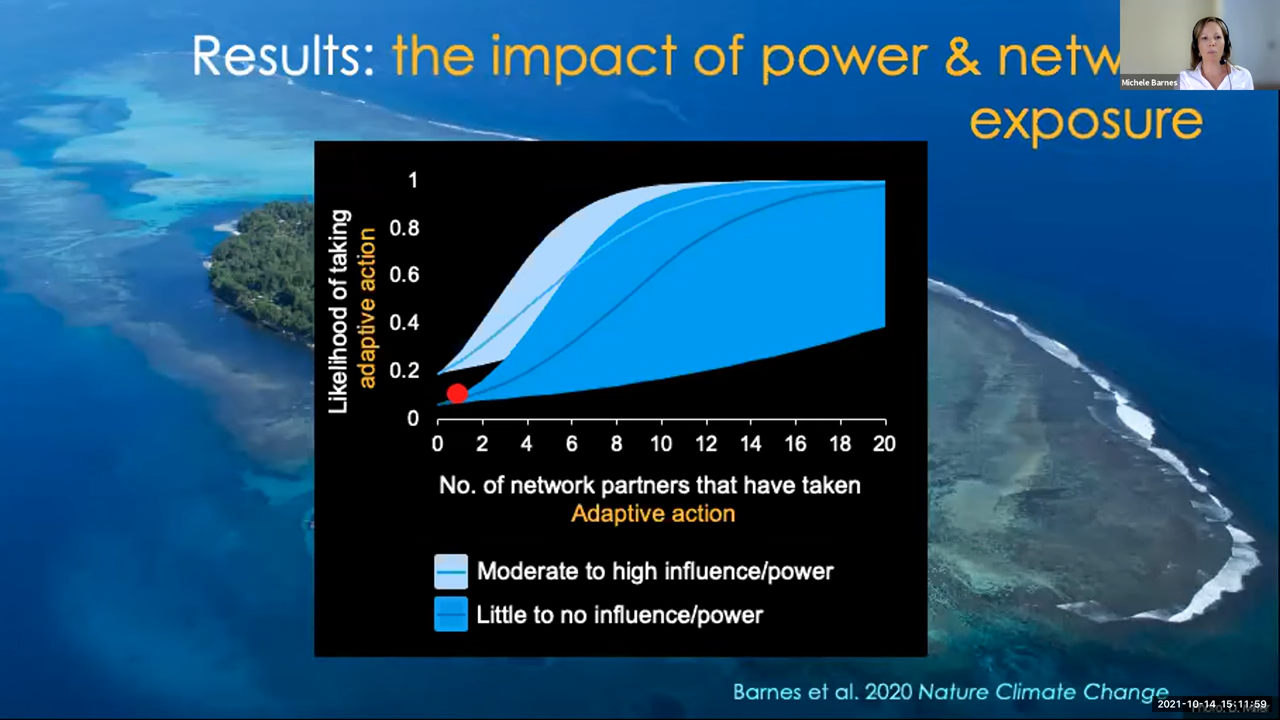 Results: the impact of power & netw
exposure
Michele Barnes
Likelihood of taking
adaptive action
1
0.8
0.6
0.4
0.2
0
0 2 4 6 8 10 12 14 16 18 20
No. of network partners that have taken
Adaptive action
Moderate to high influence/power
Little to no influence/power
Barnes et al. 2020 Nature Climate Change
2021-10-14 15:11:59